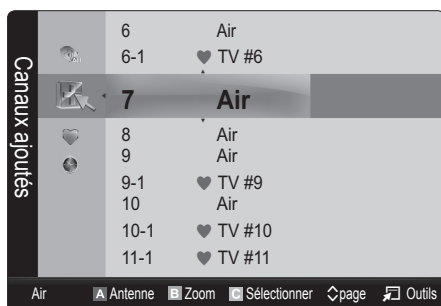 Canaux ajoutés
6 Air
6-1 ♥ TV #6
7 Air
8 Air
9 Air
9-1 ♥ TV #9
10 Air
10-1 ♥ TV #10
11-1 ♥ TV #11
Air A Antenne B Zoom C Sélectionner page Outils